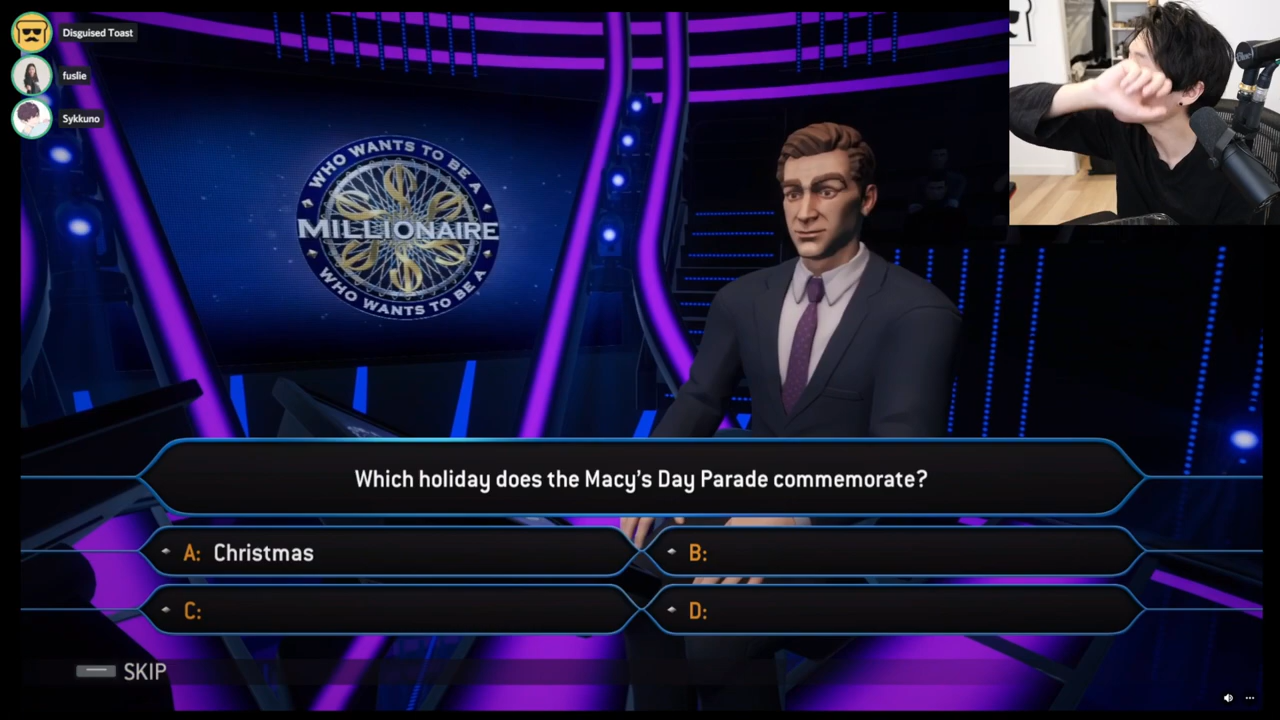 Disguised Toast
fuslie
Sykkuno
WHO WANTS TO BE A
MILLIONAIRE
WHO WANTS TO BE A
Which holiday does the Macy's Day Parade commemorate?
A: Christmas
B:
C:
D:
SKIP